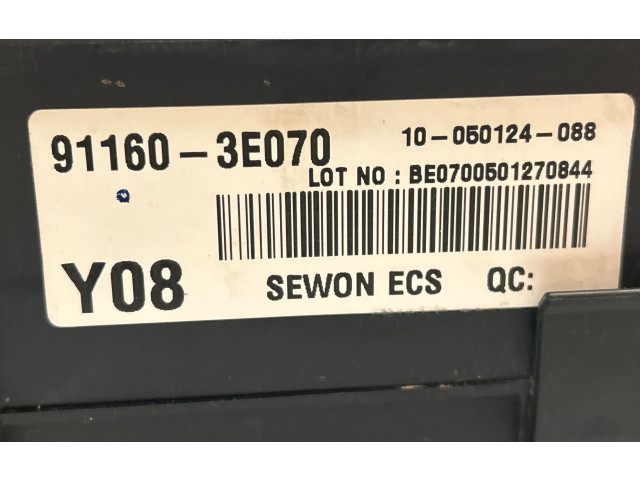 91160-3E070 10-050124-088
LOT NO : BE0700501270844
Y08 SEWON ECS QC: